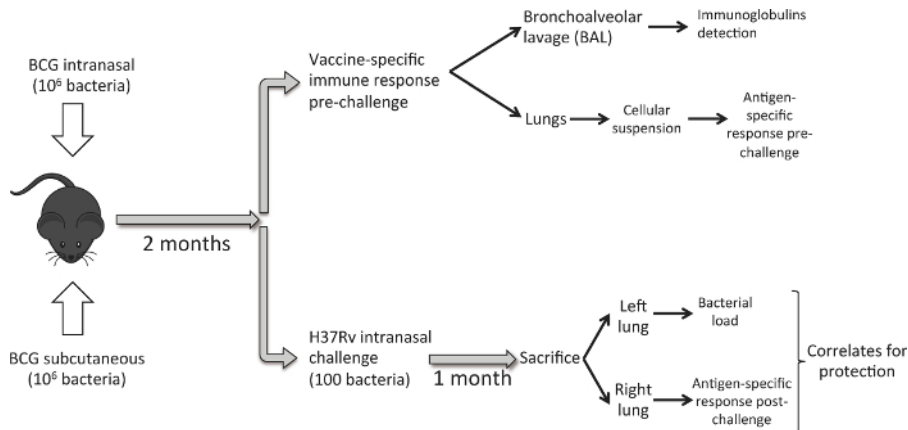 BCG intranasal
(10⁶ bacteria)
BCG subcutaneous
(10⁶ bacteria)
2 months
Vaccine-specific
immune response
pre-challenge
Bronchoalveolar
lavage (BAL)
Immunoglobulins
detection
Lungs
Cellular
suspension
Antigen-
specific
response pre-
challenge
H37Rv intranasal
challenge
(100 bacteria)
1 month
Sacrifice
Left
lung
Bacterial
load
Right
lung
Antigen-specific
response post-
challenge
Correlates for
protection